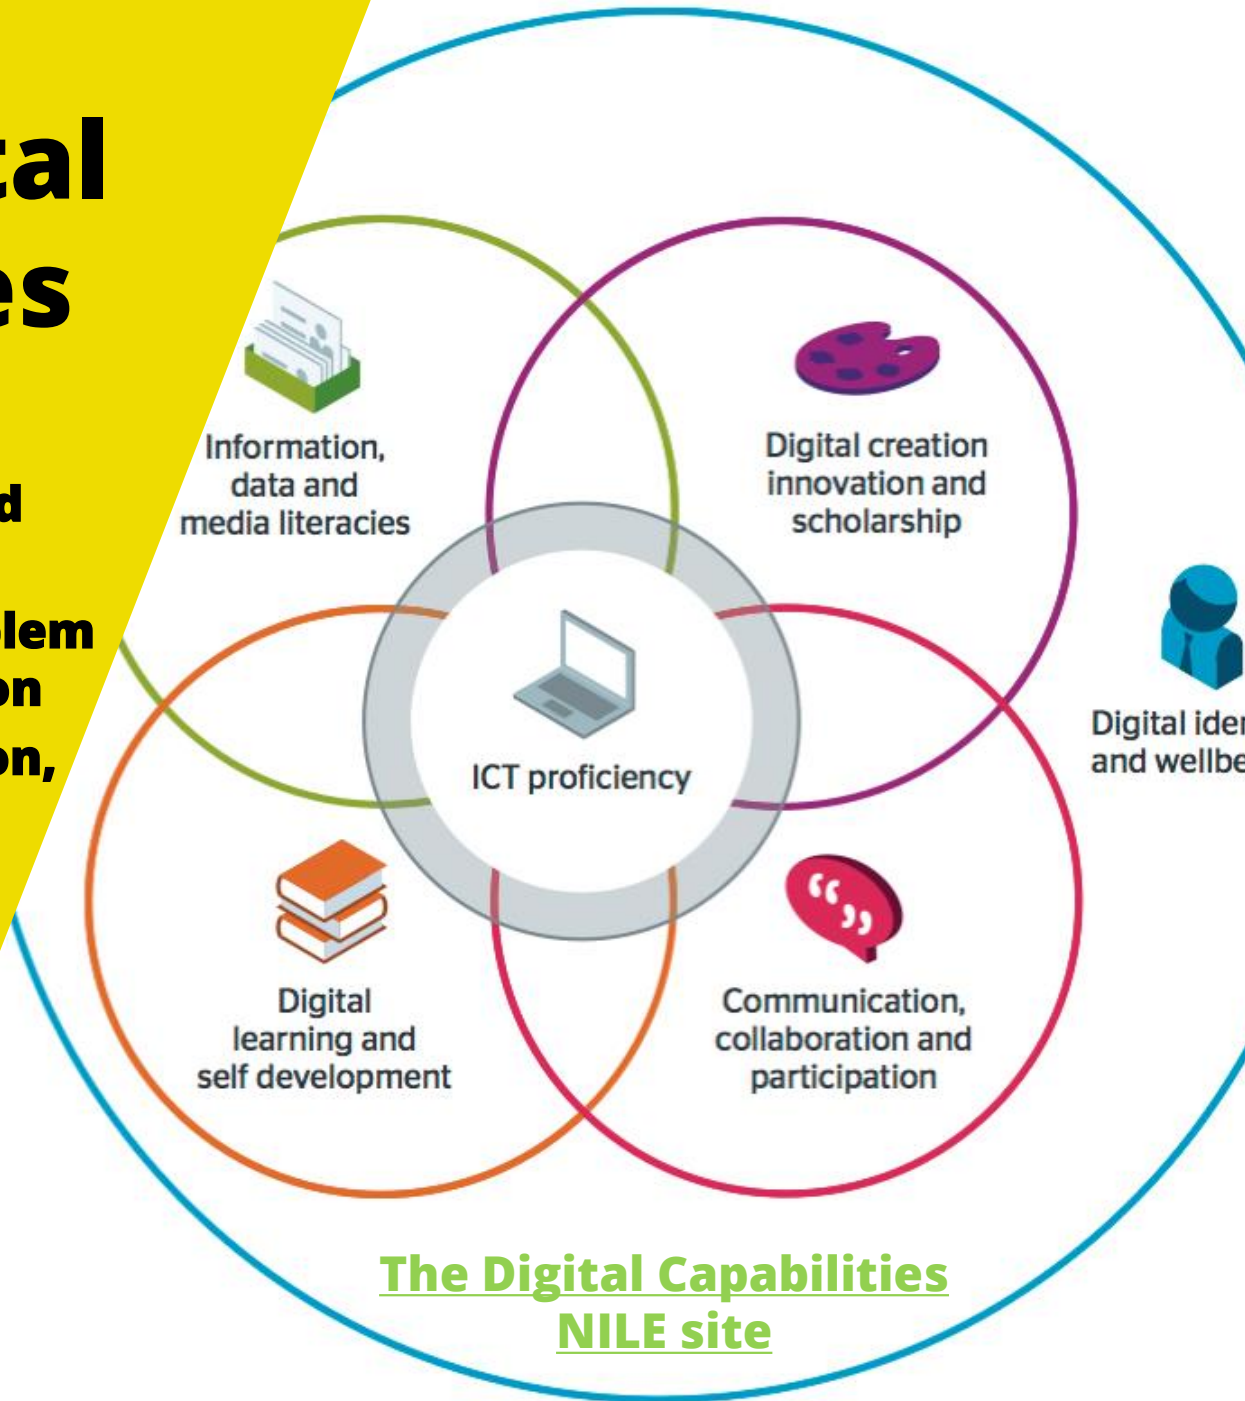 tal
es
d
lem
on
on,
Information,
data and
media literacies
Digital creation
innovation and
scholarship
ICT proficiency
Digital iden
and wellbe
Digital
learning and
self development
Communication,
collaboration and
participation
The Digital Capabilities
NILE site